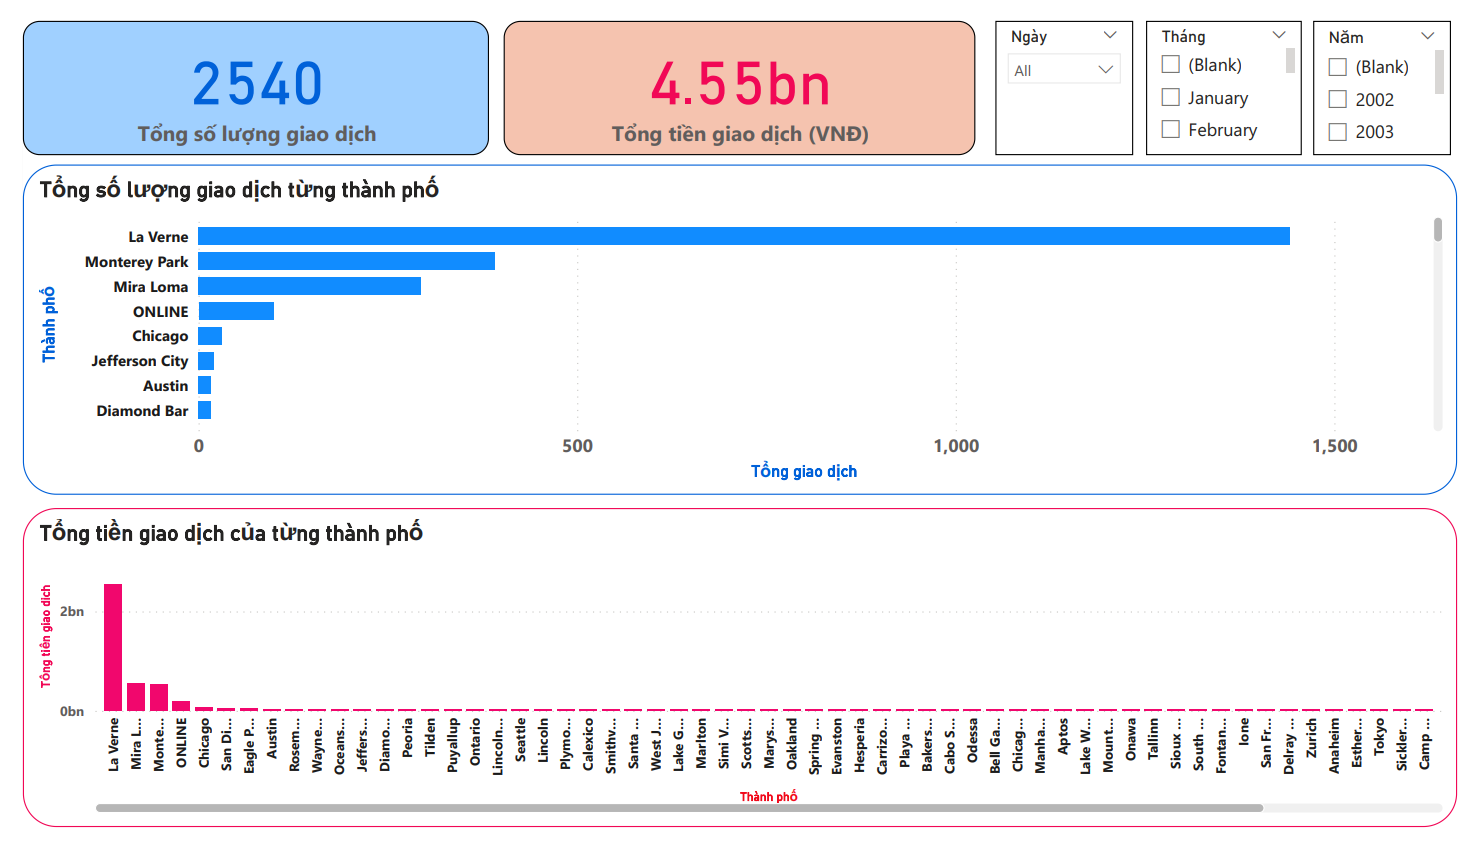 2540
Tổng số lượng giao dịch
4.55bn
Tổng tiền giao dịch (VNĐ)
Ngày
All
Tháng
(Blank)
January
February
Năm
(Blank)
2002
2003
Tổng số lượng giao dịch từng thành phố
Thành phố
La Verne
Monterey Park
Mira Loma
ONLINE
Chicago
Jefferson City
Austin
Diamond Bar
0 500 1,000 1,500
Tổng giao dịch
Tổng tiền giao dịch của từng thành phố
Tổng tiền giao dịch
2bn
0bn
La Verne
Mira L...
Monte...
ONLINE
Chicago
San Di...
Eagle P...
Austin
Rosem...
Wayne...
Oceans...
Jeffers...
Diamo...
Peoria
Tilden
Puyallup
Ontario
Lincoln...
Seattle
Lincoln
Plymo...
Calexico
Smithv...
Santa ...
West J...
Lake G...
Marlton
Simi V...
Scotts...
Marys...
Oakland
Spring ...
Evanston
Hesperia
Carrizo...
Playa ...
Bakers...
Cabo S...
Odessa
Bell Ga...
Chicag...
Manha...
Aptos
Lake W...
Mount...
Onawa
Tallinn
Sioux ...
South ...
Fontan...
Ione
San Fr...
Delray ...
Zurich
Anaheim
Esther...
Tokyo
Sickler...
Camp ...
Thành phố